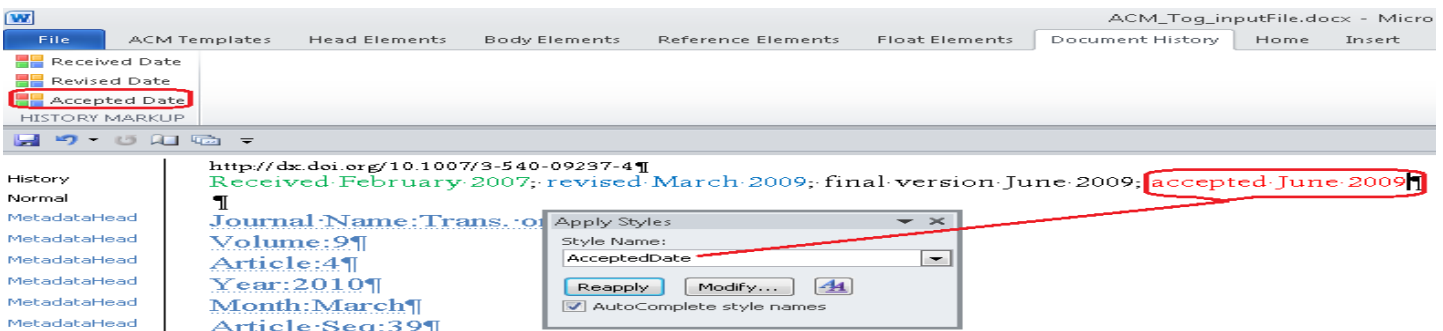 ACM_Tog_inputFile.docx - Micro
File ACM Templates Head Elements Body Elements Reference Elements Float Elements Document History Home Insert
Received Date
Revised Date
Accepted Date
HISTORY MARKUP
http://dx.doi.org/10.1007/3-540-09237-4¶
History
Received·February·2007;·revised·March·2009;·final·version·June·2009;·accepted·June·2009¶
Normal
¶
MetadataHead
Journal·Name:Trans.·o
MetadataHead
Volume:9¶
MetadataHead
Article:4¶
MetadataHead
Year:2010¶
MetadataHead
Month:March¶
MetadataHead
Article·Seq:39¶
Apply Styles
Style Name:
AcceptedDate
Reapply Modify...
AutoComplete style names